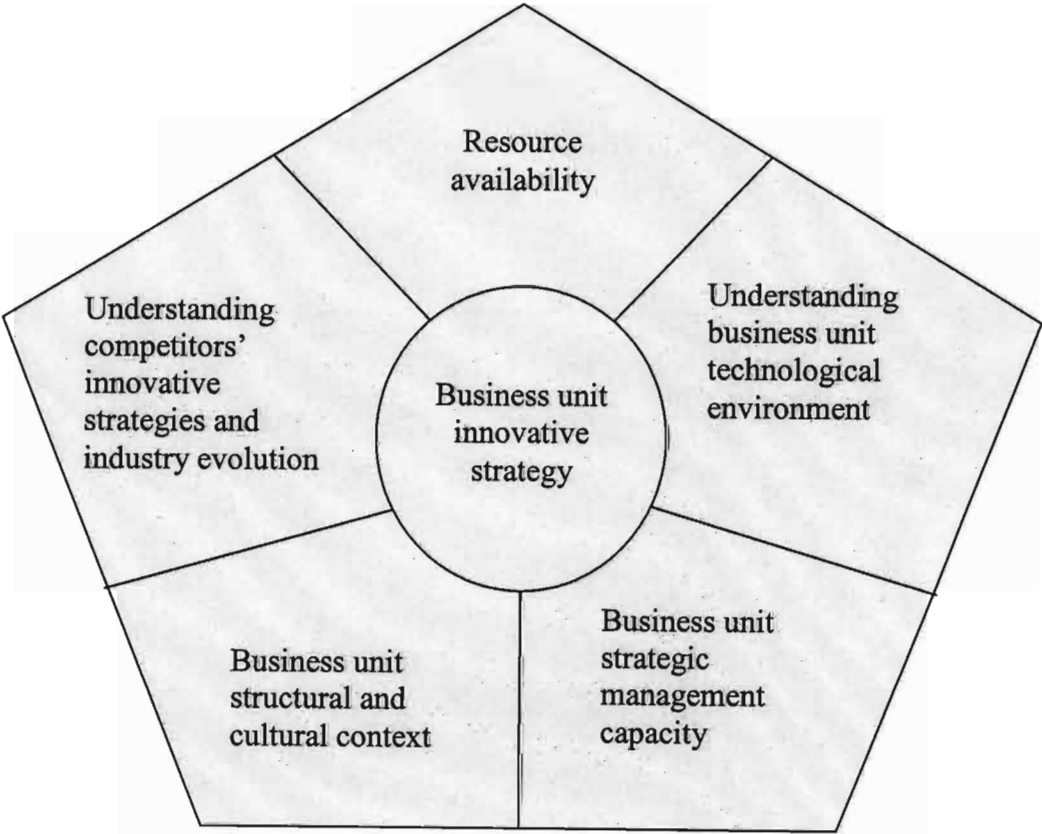 Resource
availability
Understanding
competitors’
innovative
strategies and
industry evolution
Understanding
business unit
technological
environment
Business unit
innovative
strategy
Business unit
structural and
cultural context
Business unit
strategic
management
capacity